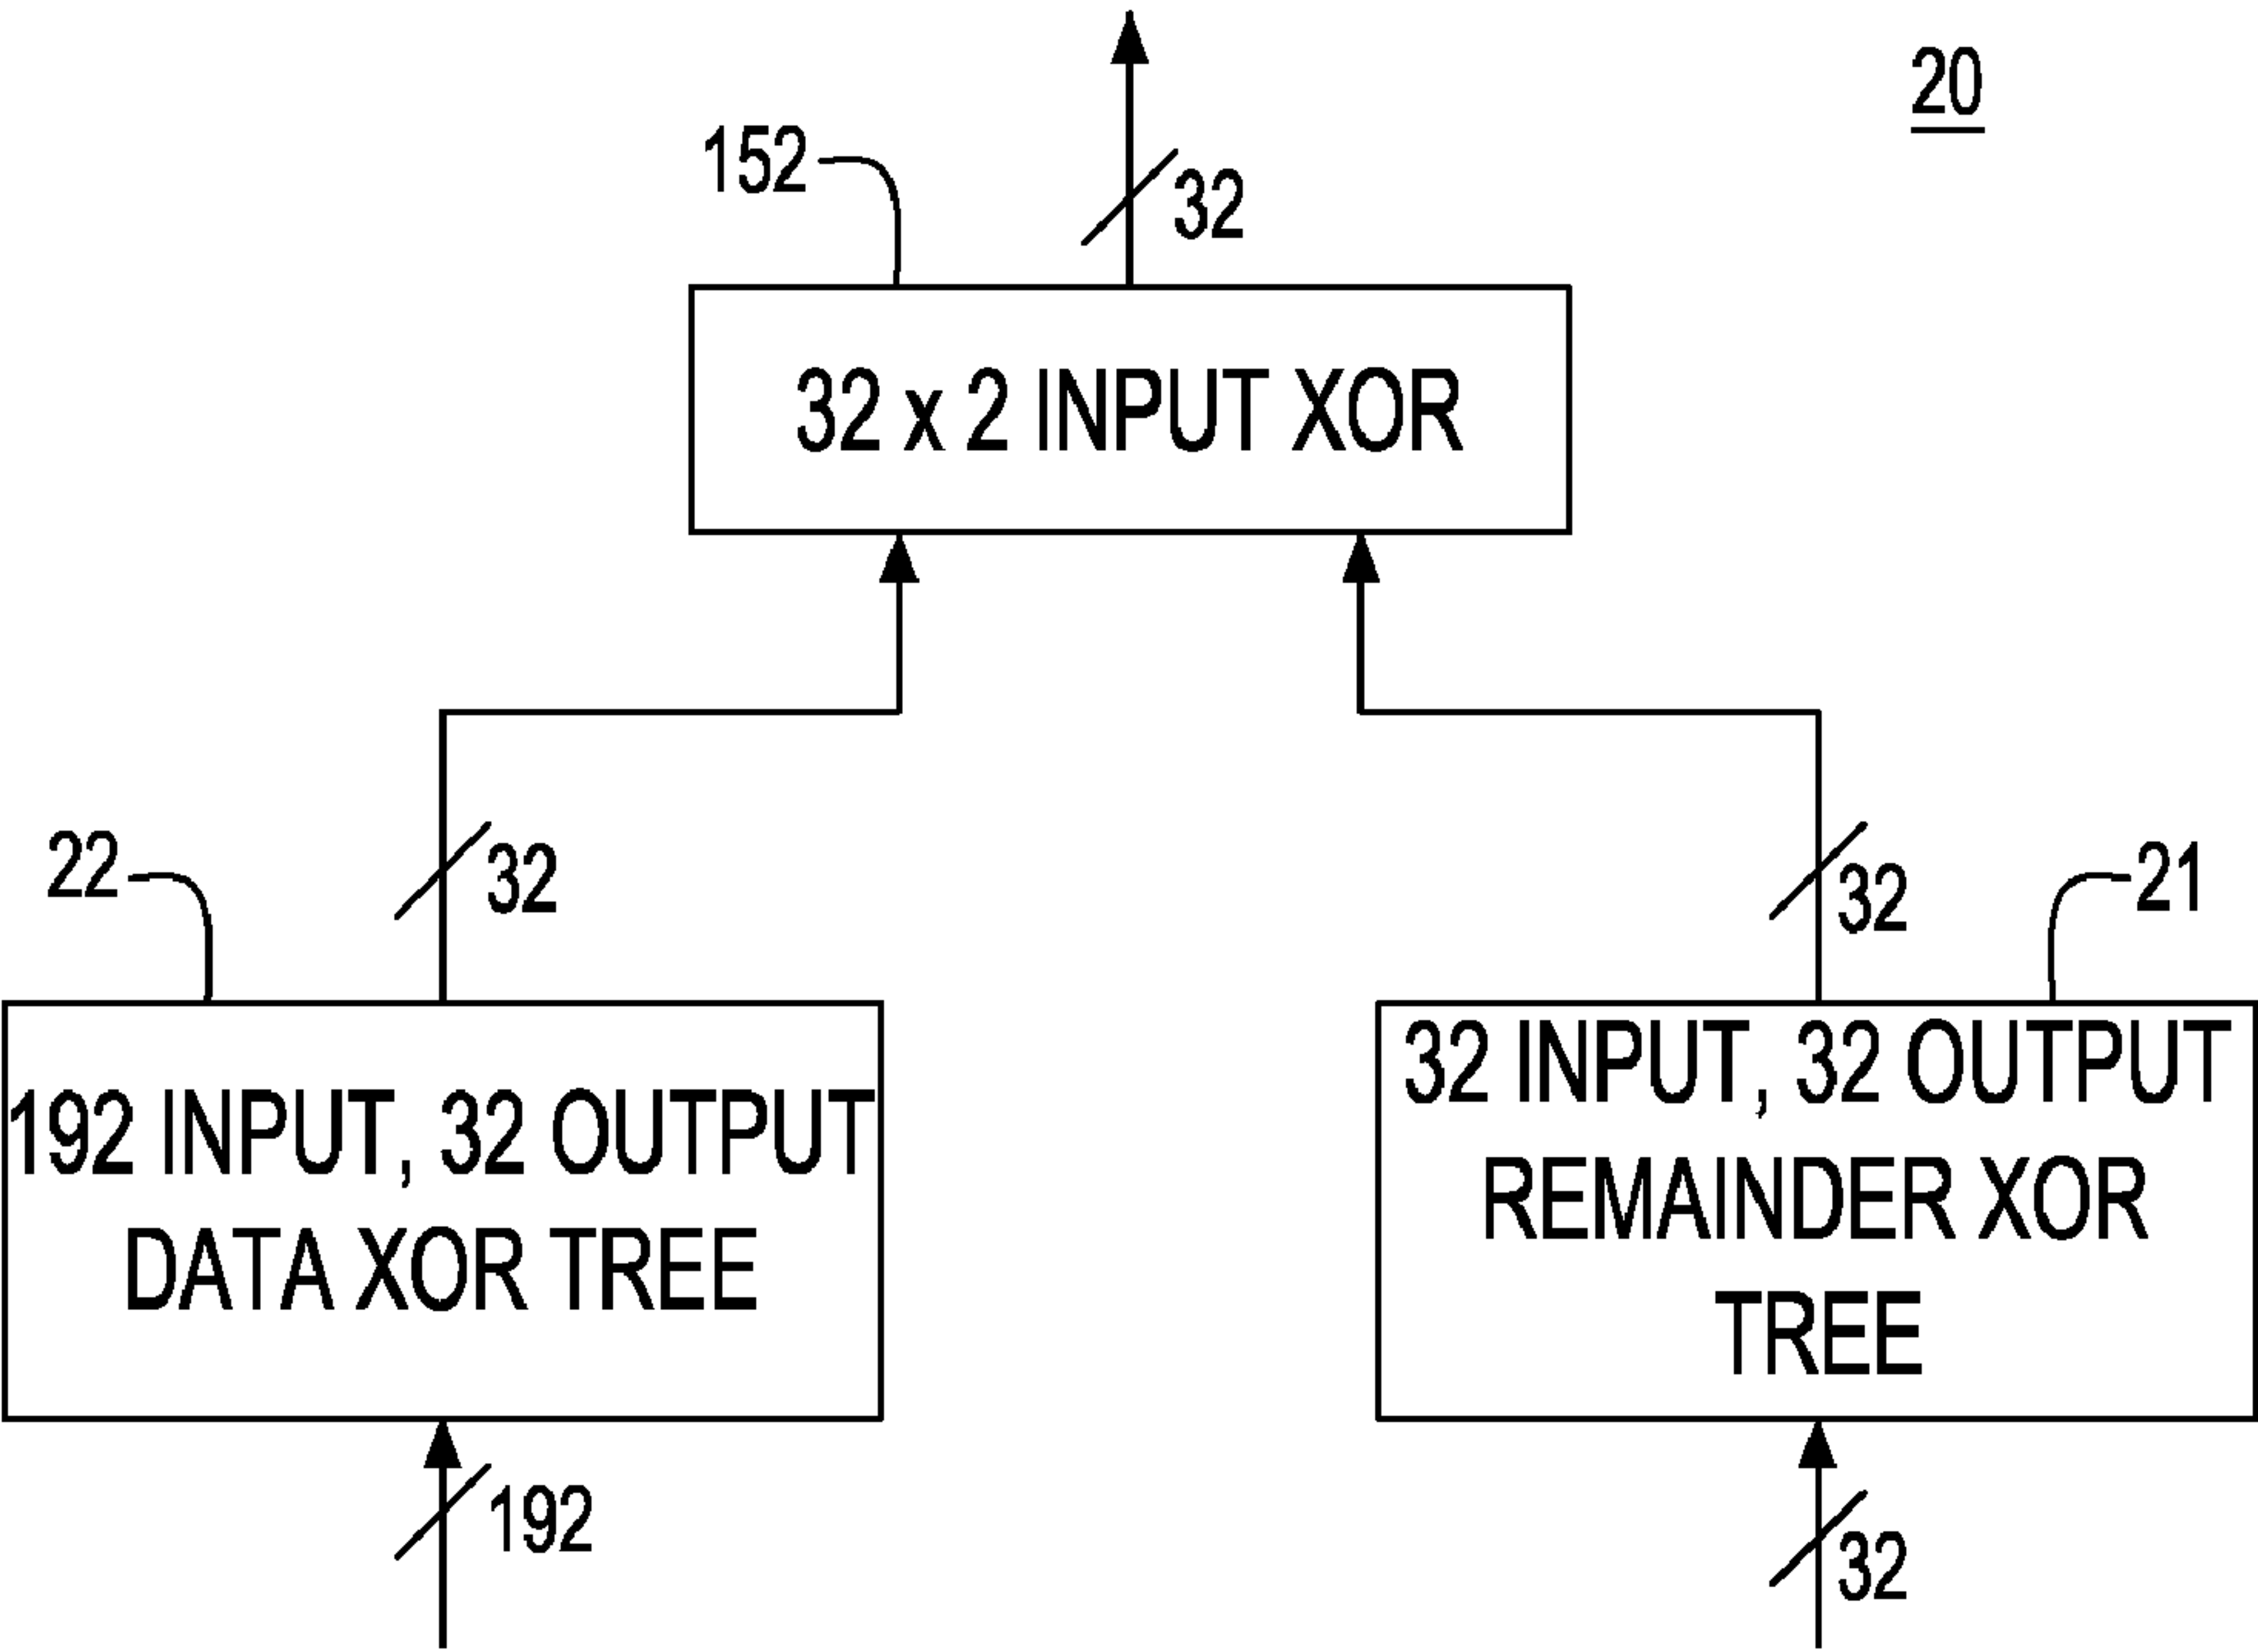 20
152
32
32 x 2 INPUT XOR
22
32
32
21
192 INPUT, 32 OUTPUT
DATA XOR TREE
32 INPUT, 32 OUTPUT
REMAINDER XOR
TREE
192
32